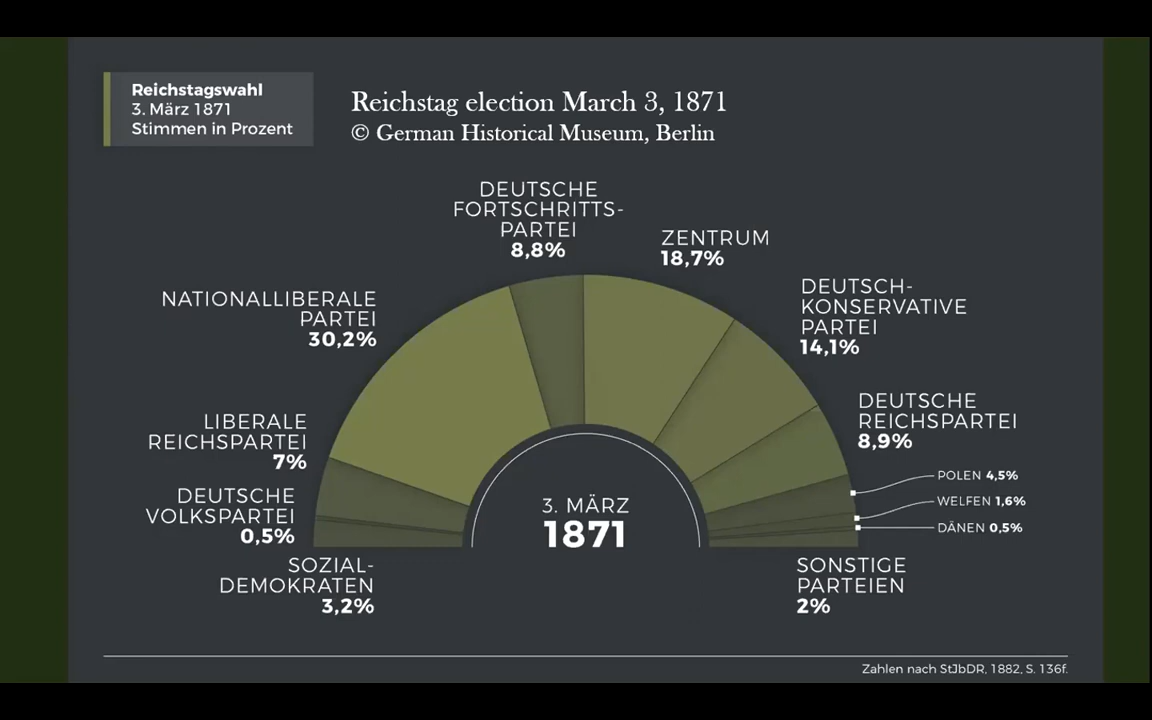 Reichstagswahl
3. März 1871
Stimmen in Prozent
Reichstag election March 3, 1871
© German Historical Museum, Berlin
DEUTSCHE
FORTSCHRITTS-
PARTEI
8,8%
ZENTRUM
18,7%
DEUTSCH-
KONSERVATIVE
PARTEI
14,1%
NATIONALLIBERALE
PARTEI
30,2%
DEUTSCHE
REICHSPARTEI
8,9%
LIBERALE
REICHSPARTEI
7%
POLEN 4,5%
WELFEN 1,6%
DÄNEN 0,5%
DEUTSCHE
VOLKSPARTEI
0,5%
3. MÄRZ
1871
SOZIAL-
DEMOKRATEN
3,2%
SONSTIGE
PARTEIEN
2%
Zahlen nach StJbDR, 1882, S. 136f.